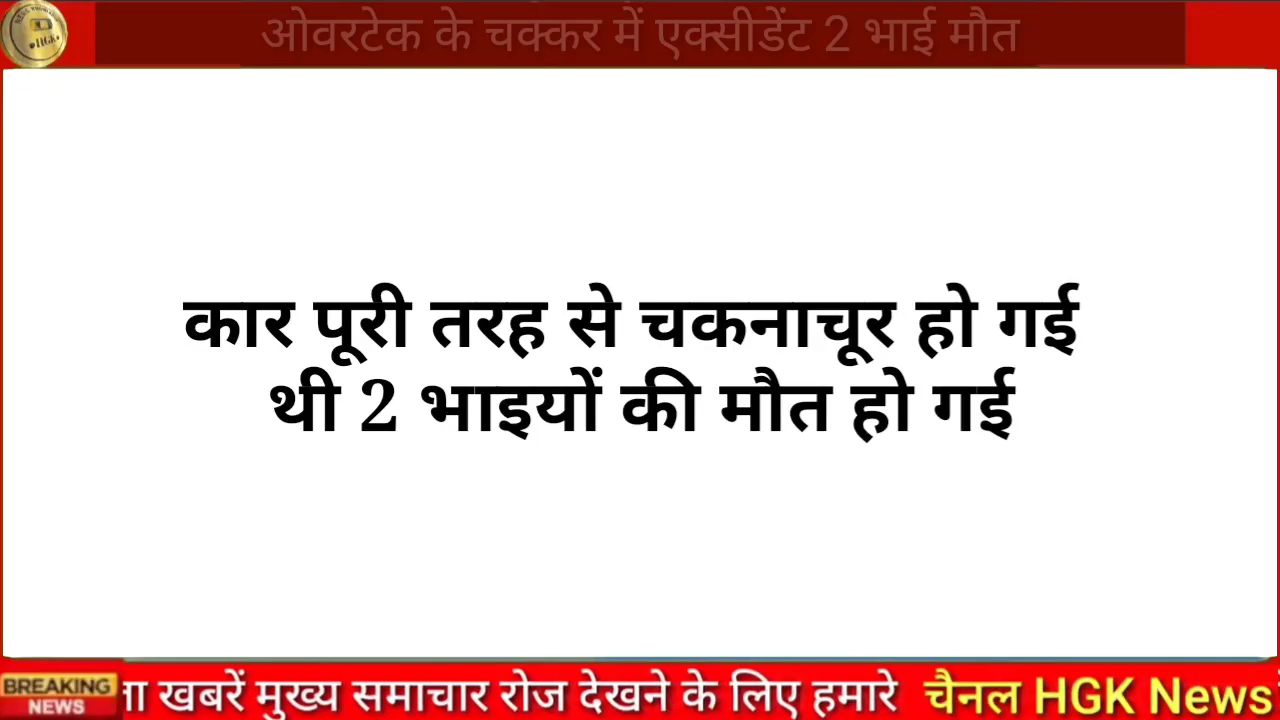 ओवरटेक के चक्कर में एक्सीडेंट 2 भाई मौत
कार पूरी तरह से चकनाचूर हो गई
थी 2 भाइयों की मौत हो गई
BREAKING
NEWS
खबरें मुख्य समाचार रोज देखने के लिए हमारे चैनल HGK News